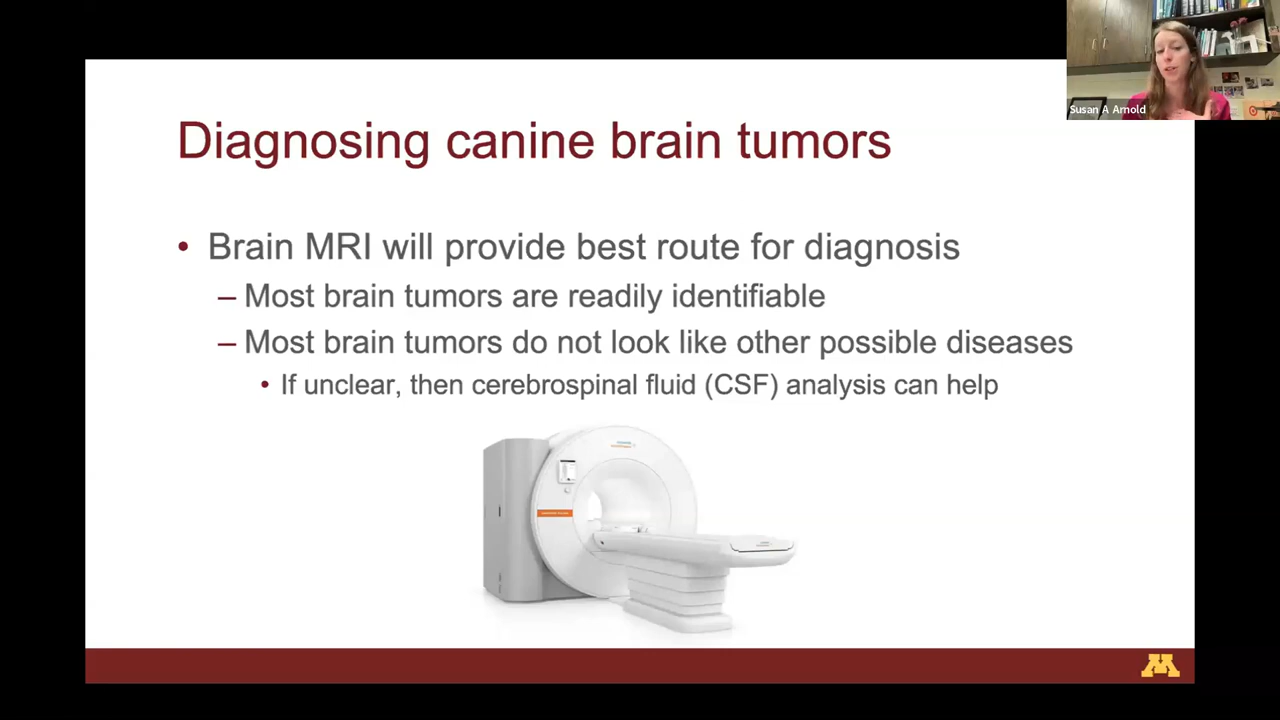 Susan A Arnold
Diagnosing canine brain tumors
• Brain MRI will provide best route for diagnosis
– Most brain tumors are readily identifiable
– Most brain tumors do not look like other possible diseases
• If unclear, then cerebrospinal fluid (CSF) analysis can help
M